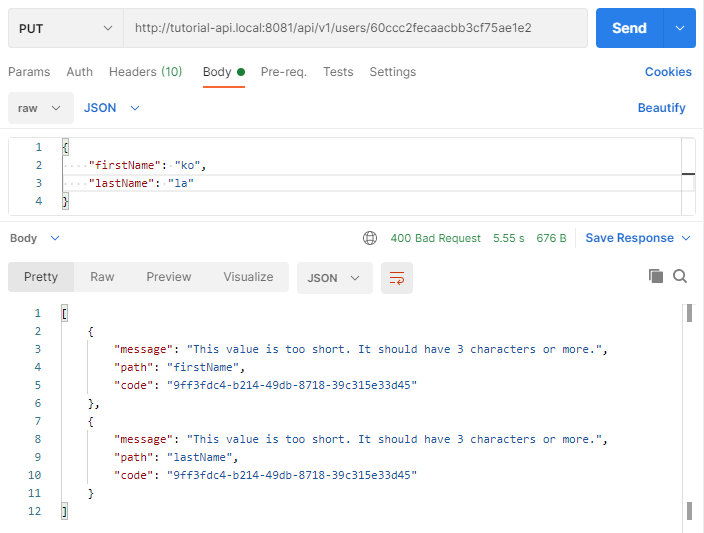 PUT http://tutorial-api.local:8081/api/v1/users/60ccc2fecaacbb3cf75ae1e2 Send
Params Auth Headers (10) Body Pre-req. Tests Settings Cookies
raw JSON Beautify
1 {
2 "firstName": "ko",
3 "lastName": "la"
4 }
Body 400 Bad Request 5.55 s 676 B Save Response
Pretty Raw Preview Visualize JSON
1 [
2 {
3 "message": "This value is too short. It should have 3 characters or more.",
4 "path": "firstName",
5 "code": "9ff3fdc4-b214-49db-8718-39c315e33d45"
6 },
7 {
8 "message": "This value is too short. It should have 3 characters or more.",
9 "path": "lastName",
10 "code": "9ff3fdc4-b214-49db-8718-39c315e33d45"
11 }
12 ]